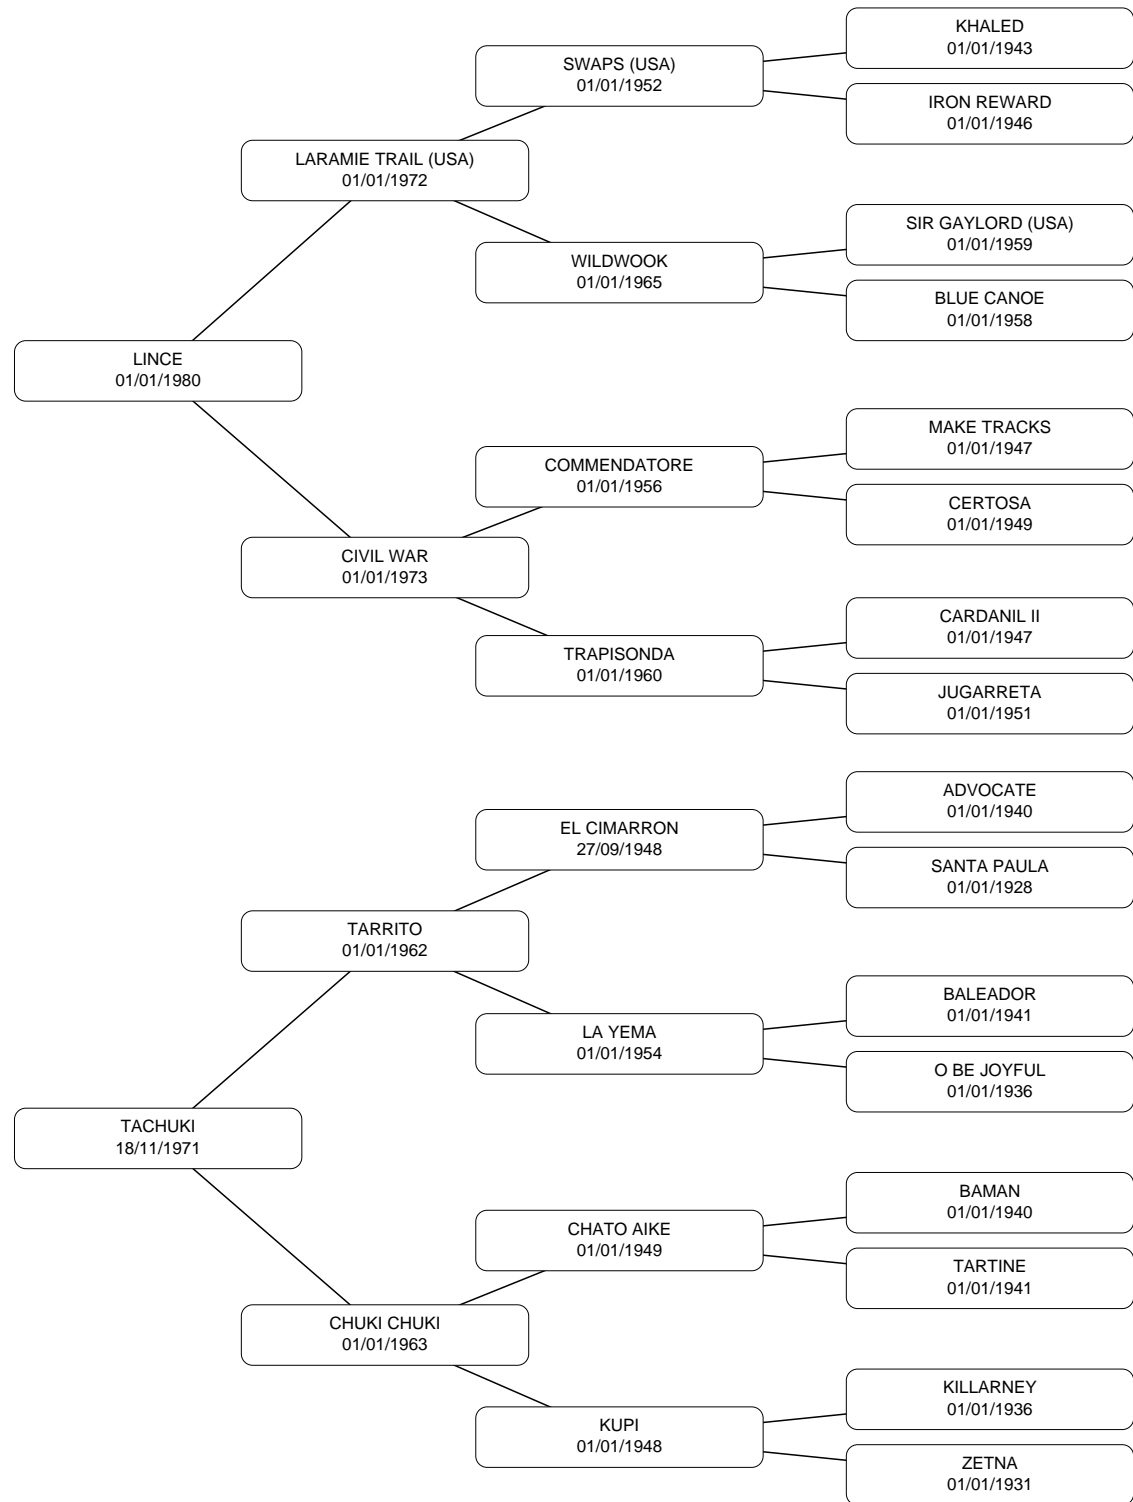 KHALED
01/01/1943
SWAPS (USA)
01/01/1952
IRON REWARD
01/01/1946
LARAMIE TRAIL (USA)
01/01/1972
SIR GAYLORD (USA)
01/01/1959
WILDWOOK
01/01/1965
BLUE CANOE
01/01/1958
LINCE
01/01/1980
MAKE TRACKS
01/01/1947
COMMENDATORE
01/01/1956
CERTOSA
01/01/1949
CIVIL WAR
01/01/1973
CARDANIL II
01/01/1947
TRAPISONDA
01/01/1960
JUGARRETA
01/01/1951
ADVOCATE
01/01/1940
EL CIMARRON
27/09/1948
SANTA PAULA
01/01/1928
TARRITO
01/01/1962
BALEADOR
01/01/1941
LA YEMA
01/01/1954
O BE JOYFUL
01/01/1936
TACHUKI
18/11/1971
BAMAN
01/01/1940
CHATO AIKE
01/01/1949
TARTINE
01/01/1941
CHUKI CHUKI
01/01/1963
KILLARNEY
01/01/1936
KUPI
01/01/1948
ZETNA
01/01/1931